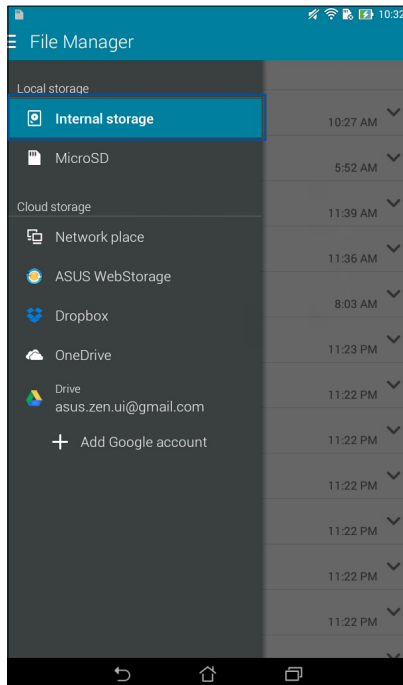 10:32
File Manager
Local storage
Internal storage
10:27 AM
MicroSD
5:52 AM
Cloud storage
11:39 AM
Network place
11:36 AM
ASUS WebStorage
8:03 AM
Dropbox
OneDrive
11:23 PM
Drive
asus.zen.ui@gmail.com
11:22 PM
Add Google account
11:22 PM
11:22 PM
11:22 PM
11:22 PM
11:22 PM